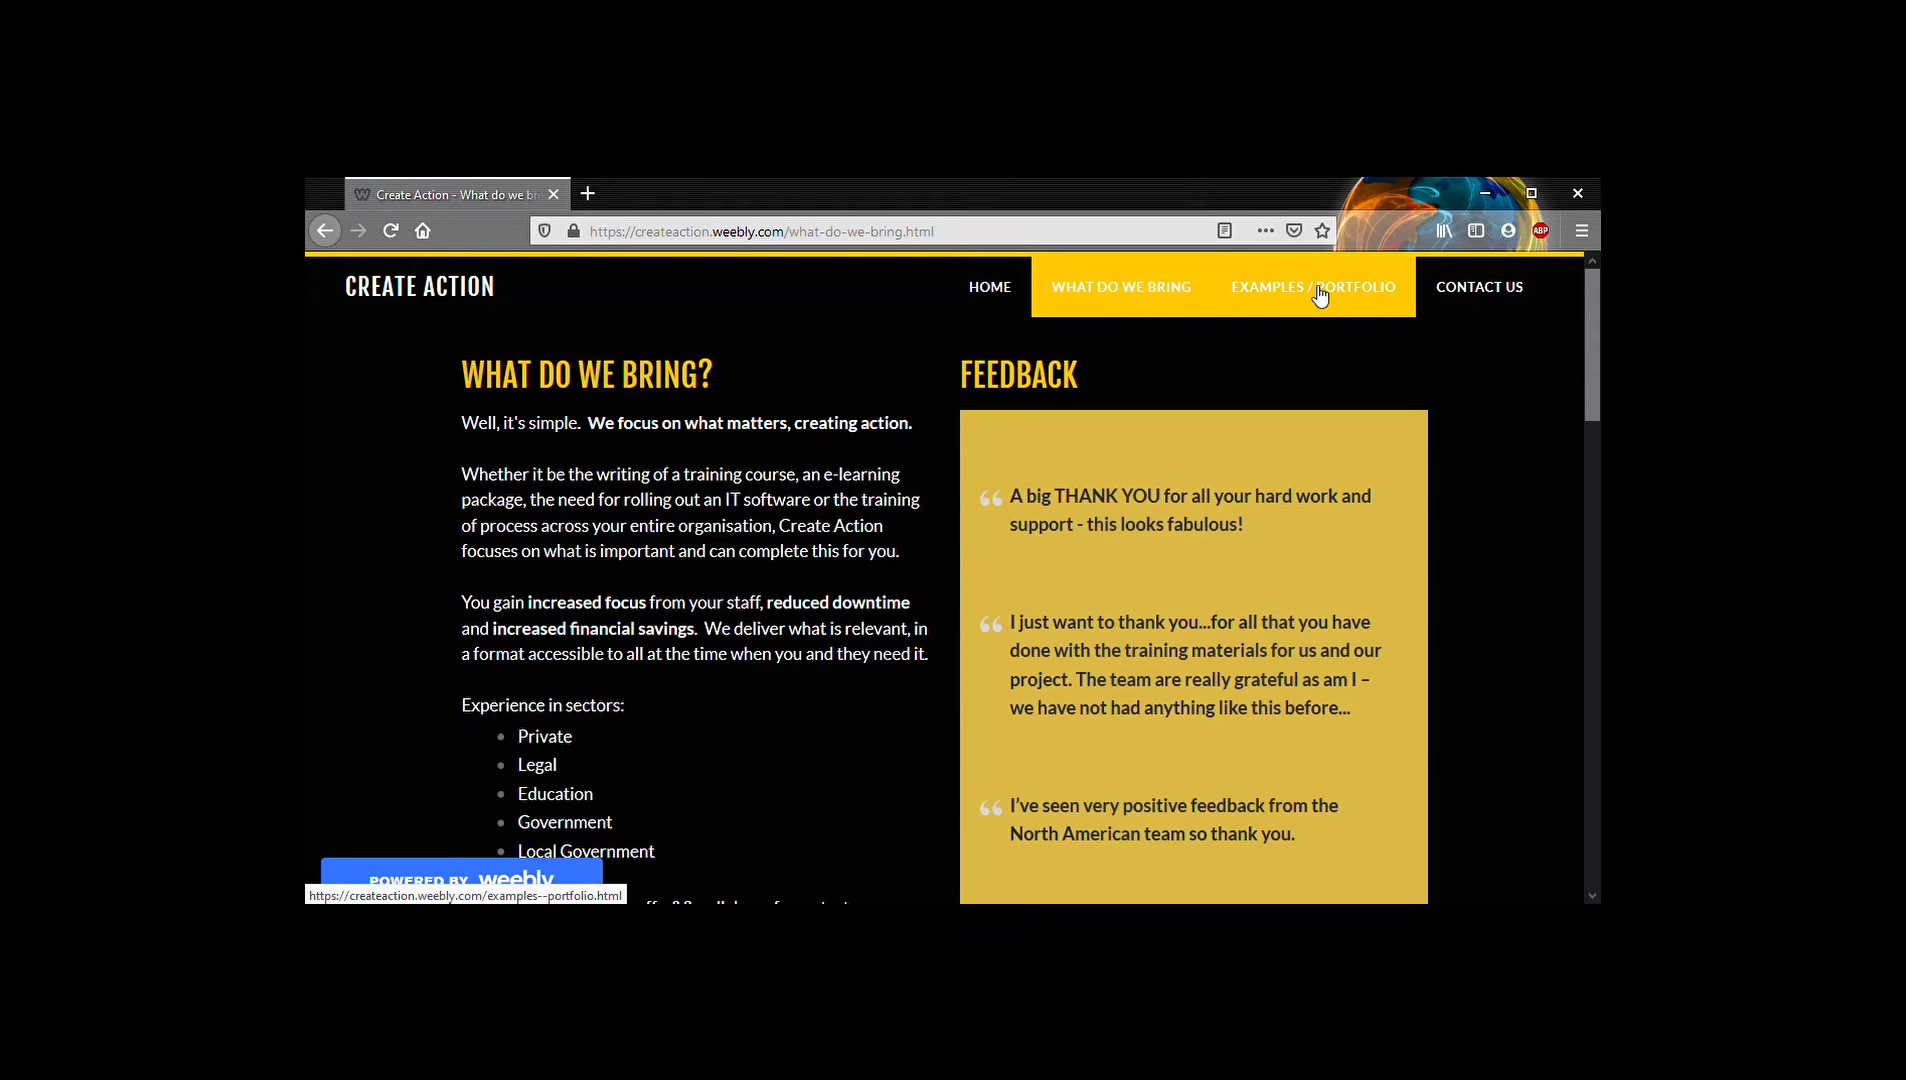 Create Action - What do we br
https://createaction.weebly.com/what-do-we-bring.html
ABP
CREATE ACTION
HOME
WHAT DO WE BRING
EXAMPLES / PORTFOLIO
CONTACT US
WHAT DO WE BRING?
Well, it's simple. We focus on what matters, creating action.
Whether it be the writing of a training course, an e-learning
package, the need for rolling out an IT software or the training
of process across your entire organisation, Create Action
focuses on what is important and can complete this for you.
You gain increased focus from your staff, reduced downtime
and increased financial savings. We deliver what is relevant, in
a format accessible to all at the time when you and they need it.
Experience in sectors:
Private
Legal
Education
Government
Local Government
FEEDBACK
“ A big THANK YOU for all your hard work and
support - this looks fabulous!
“ I just want to thank you...for all that you have
done with the training materials for us and our
project. The team are really grateful as am I –
we have not had anything like this before...
“ I’ve seen very positive feedback from the
North American team so thank you.
POWERED BY weebly
https://createaction.weebly.com/examples--portfolio.html